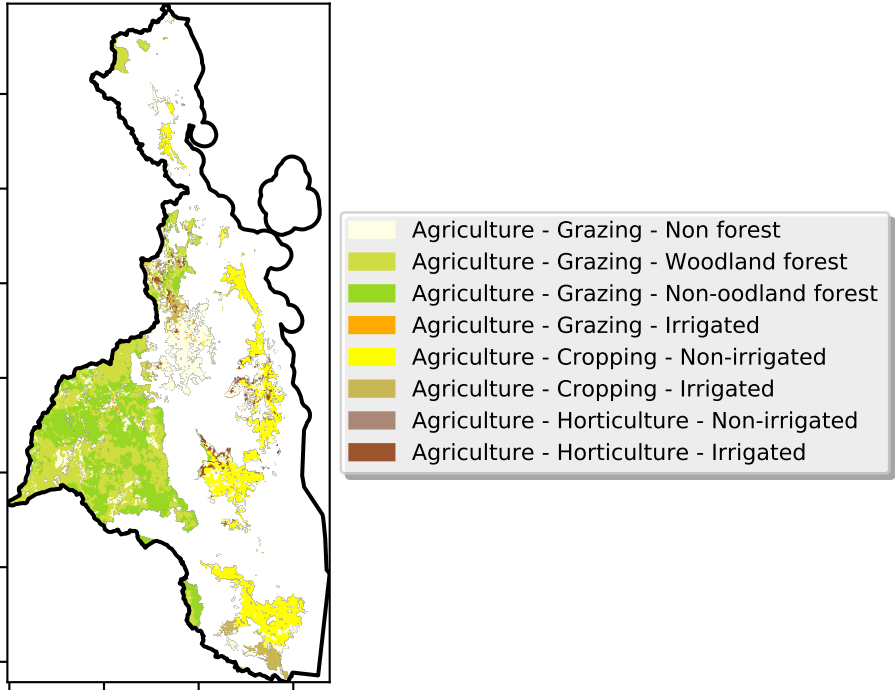 Agriculture - Grazing - Non forest
Agriculture - Grazing - Woodland forest
Agriculture - Grazing - Non-oodland forest
Agriculture - Grazing - Irrigated
Agriculture - Cropping - Non-irrigated
Agriculture - Cropping - Irrigated
Agriculture - Horticulture - Non-irrigated
Agriculture - Horticulture - Irrigated